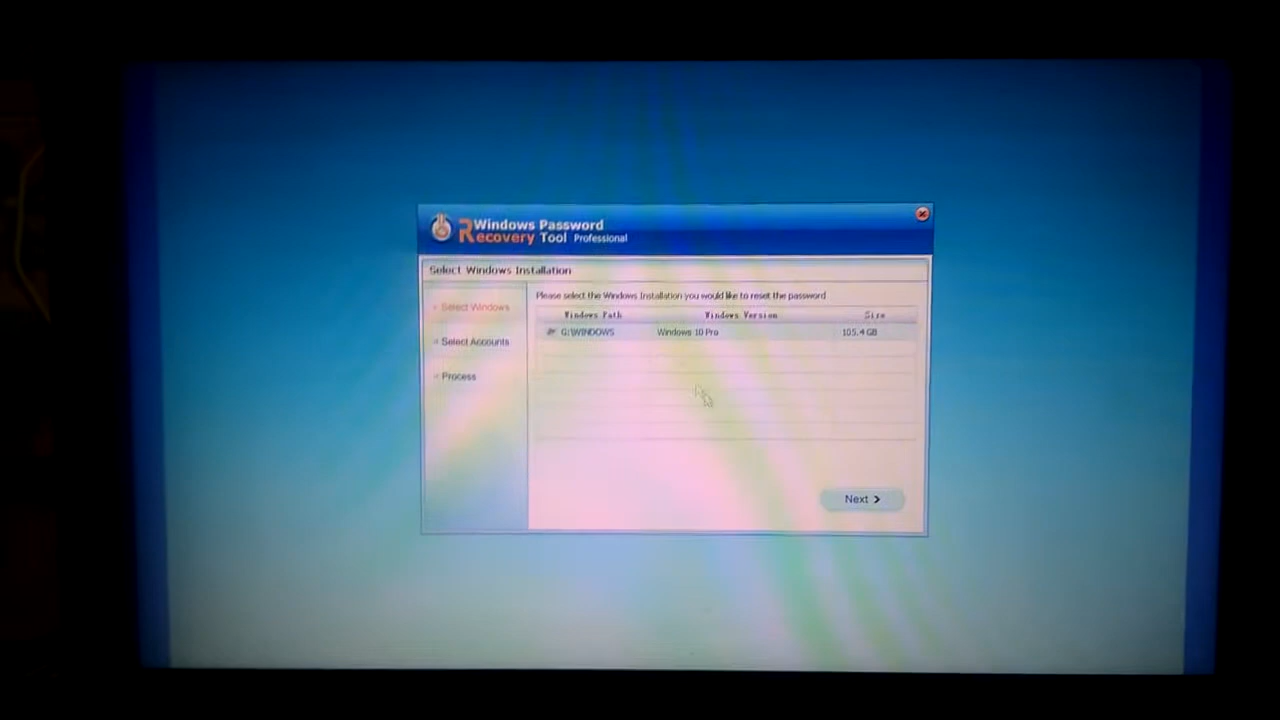 Windows Password
Recovery Tool Professional
Select Windows Installation
Select Windows
Select Accounts
Process
Please select the Windows Installation you would like to reset the password
Windows Path Windows Version Size
G:\WINDOWS Windows 10 Pro 105.4 GB
Next